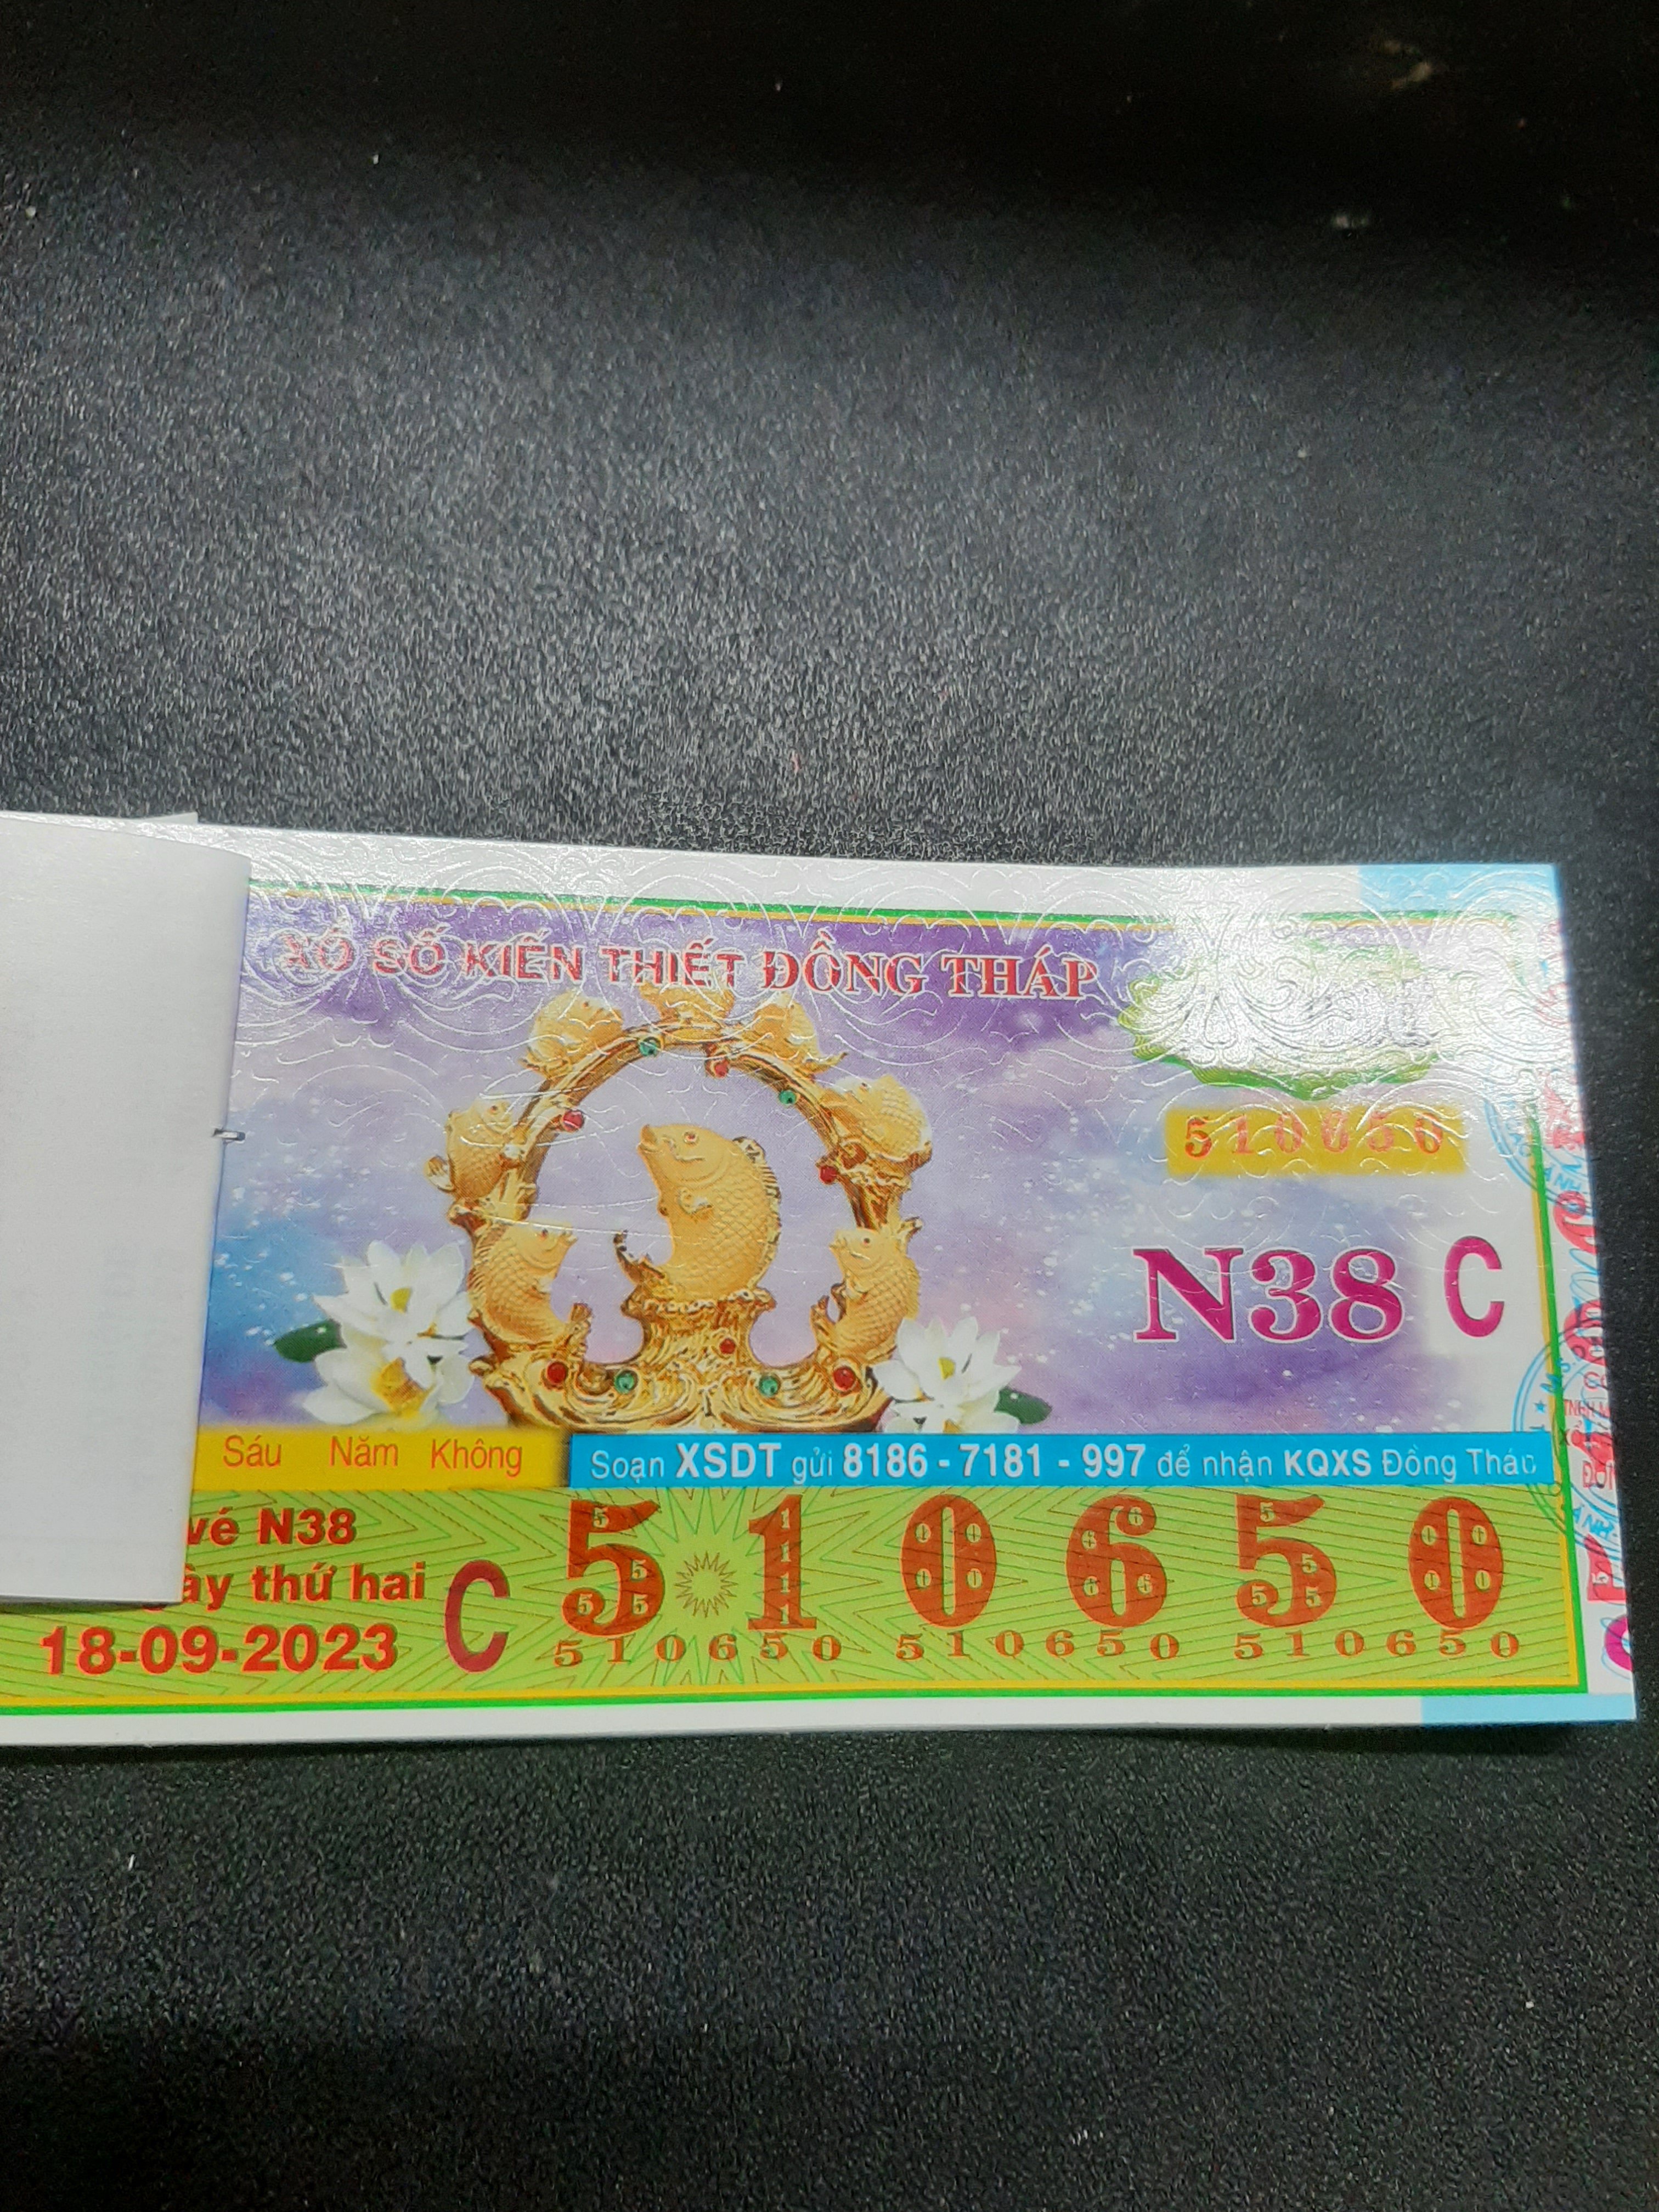 XỔ SỐ KIẾN THIẾT ĐỒNG THÁP
510650
N38 C
Sáu Năm Không
Soạn XSDT gửi 8186 - 7181 - 997 để nhận KQXS Đồng Tháp
vé N38
ày thứ hai
18-09-2023
C 510650
510650 510650 510650